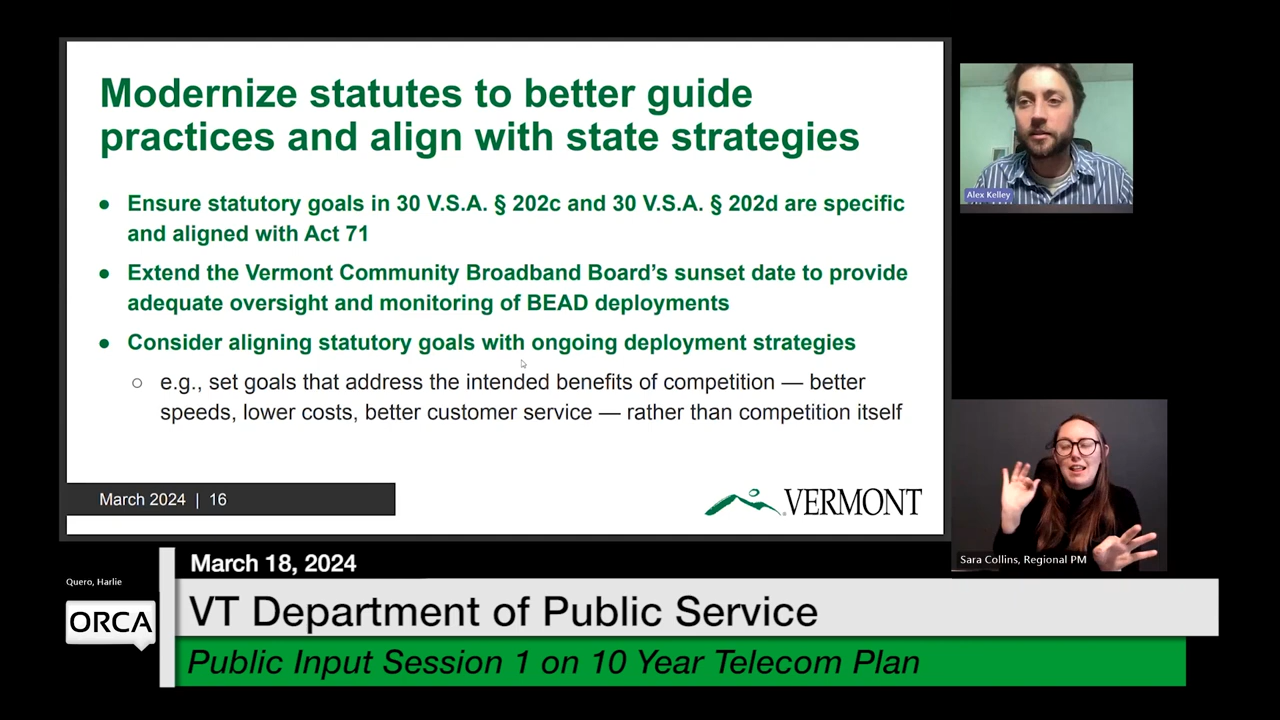 Modernize statutes to better guide
practices and align with state strategies
● Ensure statutory goals in 30 V.S.A. § 202c and 30 V.S.A. § 202d are specific
and aligned with Act 71
● Extend the Vermont Community Broadband Board's sunset date to provide
adequate oversight and monitoring of BEAD deployments
● Consider aligning statutory goals with ongoing deployment strategies
○ e.g., set goals that address the intended benefits of competition — better
speeds, lower costs, better customer service — rather than competition itself
March 2024 | 16
VERMONT
Alex Kelley
Sara Collins, Regional PM
Quero, Harlie
ORCA
March 18, 2024
VT Department of Public Service
Public Input Session 1 on 10 Year Telecom Plan